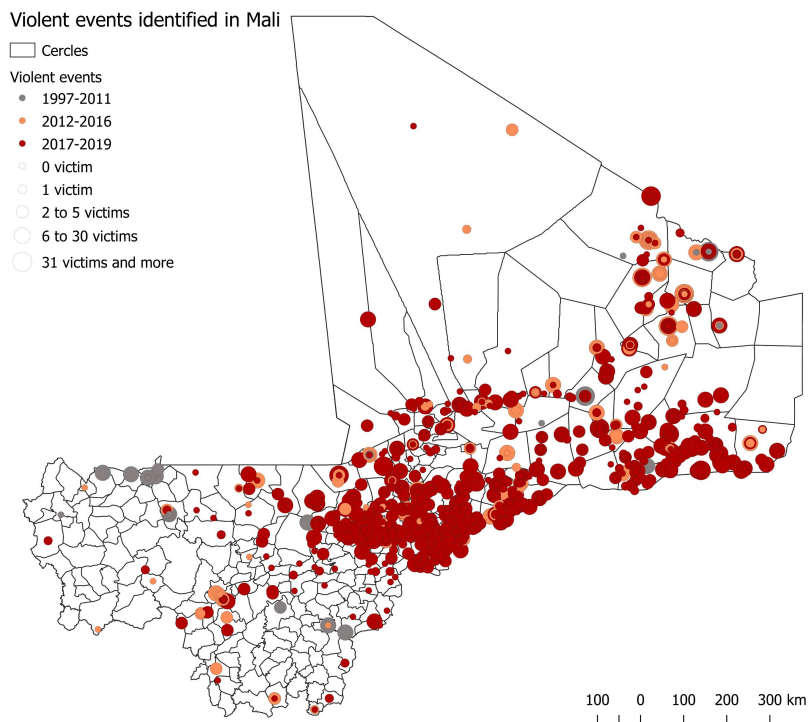 Violent events identified in Mali
Cercles
Violent events
1997-2011
2012-2016
2017-2019
0 victim
1 victim
2 to 5 victims
6 to 30 victims
31 victims and more
100 0 100 200 300 km